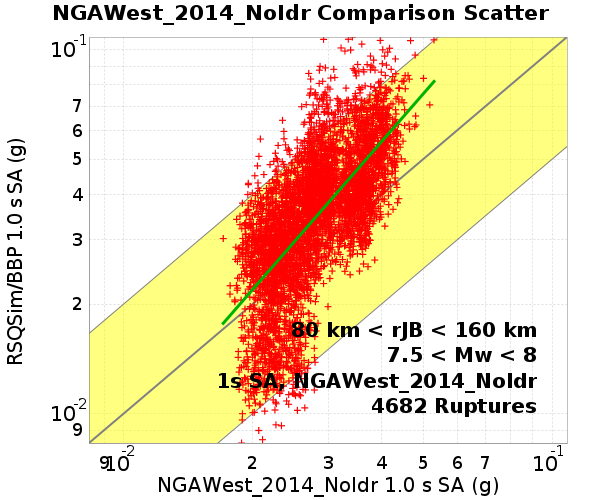 NGAWest_2014_NoIdr Comparison Scatter
RSQSim/BBP 1.0 s SA (g)
10-1
7
6
5
4
3
2
10-2
9
80 km < rJB < 160 km
7.5 < Mw < 8
1s SA, NGAWest_2014_NoIdr
4682 Ruptures
9 10-2 2 3 4 5 6 7 10-1
NGAWest_2014_NoIdr 1.0 s SA (g)